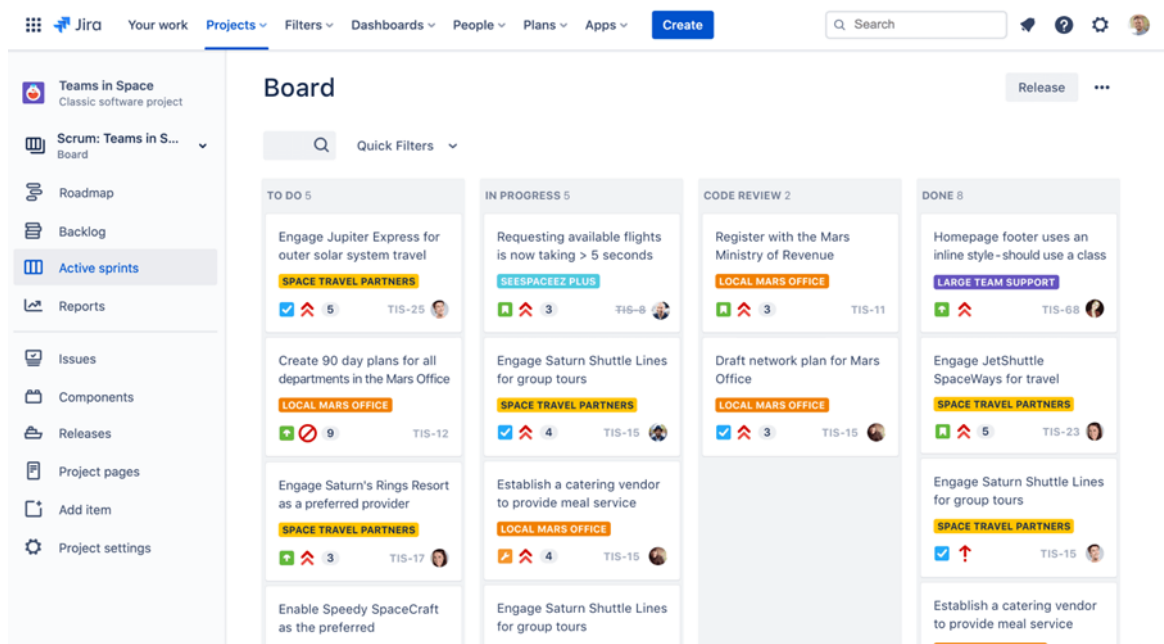 Jira
Your work
Projects
Filters
Dashboards
People
Plans
Apps
Create
Search
Teams in Space
Classic software project
Scrum: Teams in S...
Board
Roadmap
Backlog
Active sprints
Reports
Issues
Components
Releases
Project pages
Add item
Project settings
Board
Release
Quick Filters
TO DO 5
Engage Jupiter Express for
outer solar system travel
SPACE TRAVEL PARTNERS
5
TIS-25
Create 90 day plans for all
departments in the Mars Office
LOCAL MARS OFFICE
9
TIS-12
Engage Saturn's Rings Resort
as a preferred provider
SPACE TRAVEL PARTNERS
3
TIS-17
Enable Speedy SpaceCraft
as the preferred
IN PROGRESS 5
Requesting available flights
is now taking > 5 seconds
SEESPACEEZ PLUS
3
TIS-8
Engage Saturn Shuttle Lines
for group tours
SPACE TRAVEL PARTNERS
4
TIS-15
Establish a catering vendor
to provide meal service
LOCAL MARS OFFICE
4
TIS-15
Engage Saturn Shuttle Lines
for group tours
CODE REVIEW 2
Register with the Mars
Ministry of Revenue
LOCAL MARS OFFICE
3
TIS-11
Draft network plan for Mars
Office
LOCAL MARS OFFICE
3
TIS-15
DONE 8
Homepage footer uses an
inline style-should use a class
LARGE TEAM SUPPORT
TIS-68
Engage JetShuttle
SpaceWays for travel
SPACE TRAVEL PARTNERS
5
TIS-23
Engage Saturn Shuttle Lines
for group tours
SPACE TRAVEL PARTNERS
TIS-15
Establish a catering vendor
to provide meal service